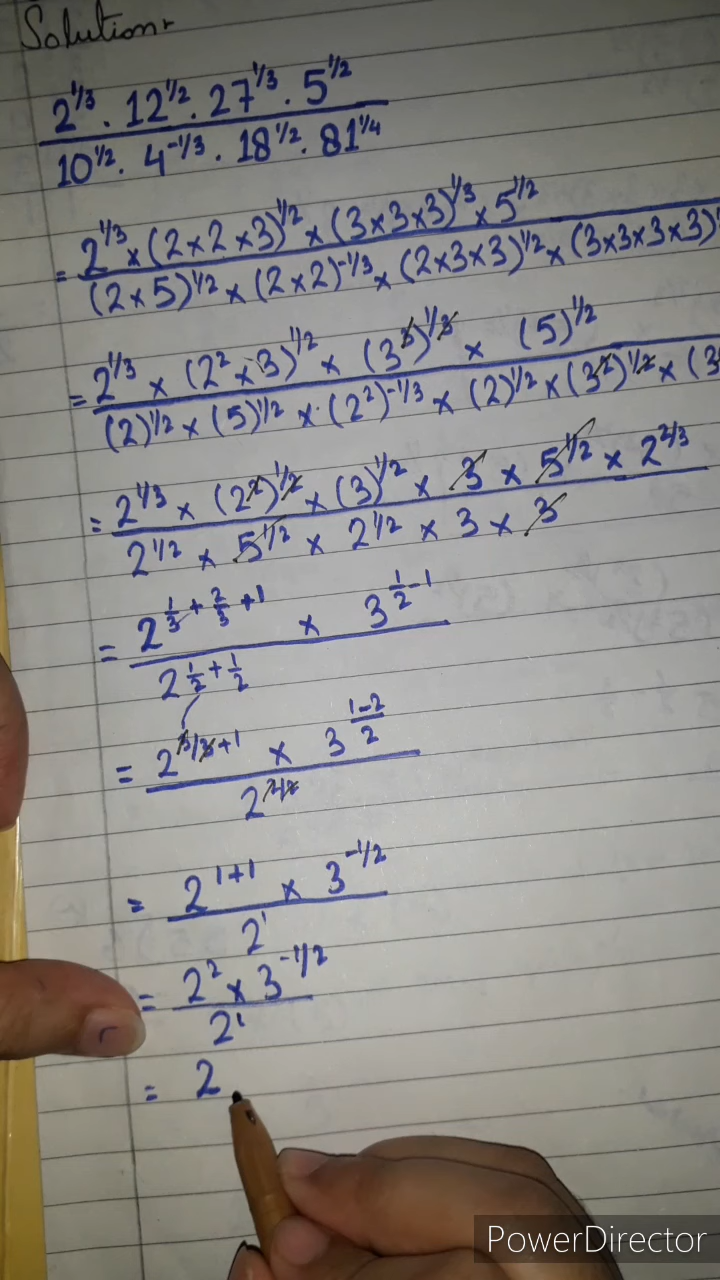 Solution:-
2^1/3 . 12^1/2 . 27^1/3 . 5^1/2
10^1/2 . 4^-1/3 . 18^1/2 . 81^1/4
= 2^1/3 × (2×2×3)^1/2 × (3×3×3)^1/3 × 5^1/2
(2×5)^1/2 × (2×2)^-1/3 × (2×3×3)^1/2 × (3×3×3×3)
= 2^1/3 × (2^2 × 3)^1/2 × (3^3)^1/3 × (5)^1/2
(2)^1/2 × (5)^1/2 × (2^2)^-1/3 × (2)^1/2 × (3^2)^1/2 × (3
= 2^1/3 × (2^2)^1/2 × (3)^1/2 × 3 × 5^1/2 × 2^2/3
2^1/2 × 5^1/2 × 2^1/2 × 3 × 3
= 2^1/3+2/3+1 × 3^1/2-1
2^1/2+1/2
= 2^3/3+1 × 3^1-2/2
2^2/2
= 2^1+1 × 3^-1/2
2^1
= 2^2 × 3^-1/2
2^1
= 2
PowerDirector